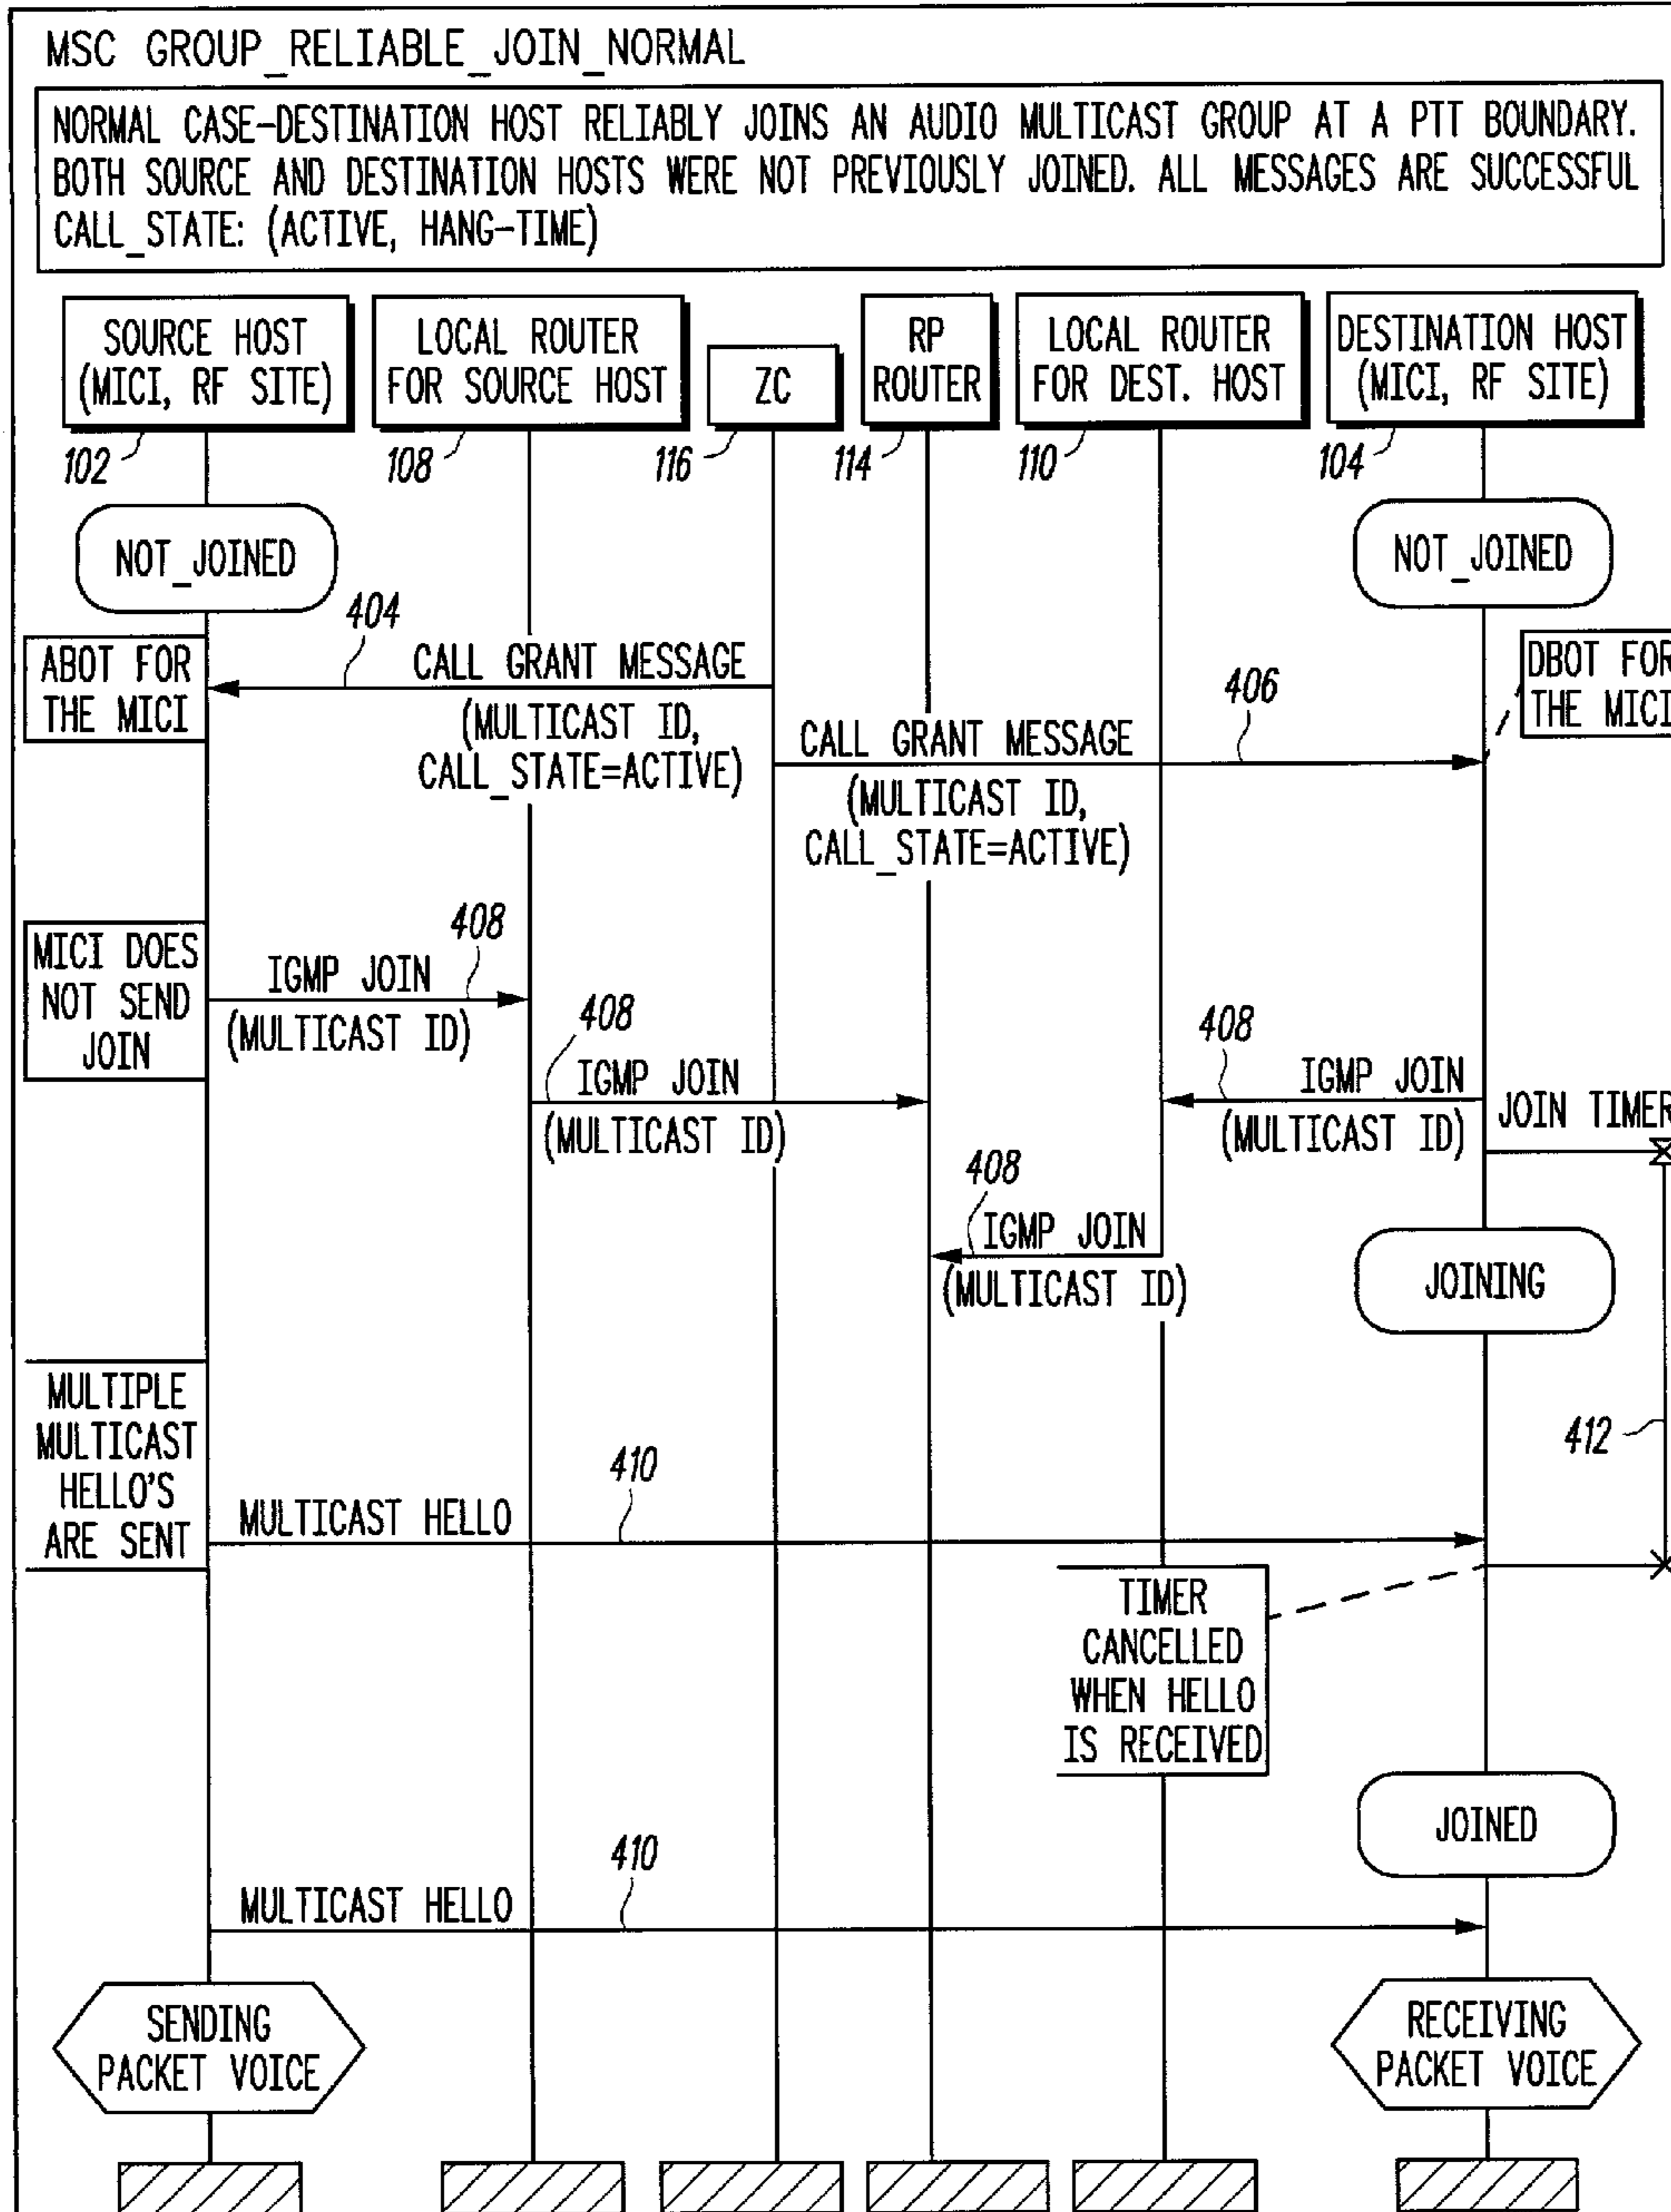 MSC GROUP_RELIABLE_JOIN_NORMAL
NORMAL CASE-DESTINATION HOST RELIABLY JOINS AN AUDIO MULTICAST GROUP AT A PTT BOUNDARY.
BOTH SOURCE AND DESTINATION HOSTS WERE NOT PREVIOUSLY JOINED. ALL MESSAGES ARE SUCCESSFUL
CALL_STATE: (ACTIVE, HANG-TIME)
SOURCE HOST
(MICI, RF SITE)
LOCAL ROUTER
FOR SOURCE HOST
ZC
RP
ROUTER
LOCAL ROUTER
FOR DEST. HOST
DESTINATION HOST
(MICI, RF SITE)
102
108
116
114
110
104
NOT_JOINED
NOT_JOINED
ABOT FOR
THE MICI
404
CALL GRANT MESSAGE
(MULTICAST ID,
CALL_STATE=ACTIVE)
DBOT FOR
THE MICI
406
CALL GRANT MESSAGE
(MULTICAST ID,
CALL_STATE=ACTIVE)
MICI DOES
NOT SEND
JOIN
408
IGMP JOIN
(MULTICAST ID)
408
IGMP JOIN
(MULTICAST ID)
408
IGMP JOIN
(MULTICAST ID)
JOIN TIMER
408
IGMP JOIN
(MULTICAST ID)
JOINING
MULTIPLE
MULTICAST
HELLO'S
ARE SENT
412
410
MULTICAST HELLO
TIMER
CANCELLED
WHEN HELLO
IS RECEIVED
JOINED
410
MULTICAST HELLO
SENDING
PACKET VOICE
RECEIVING
PACKET VOICE